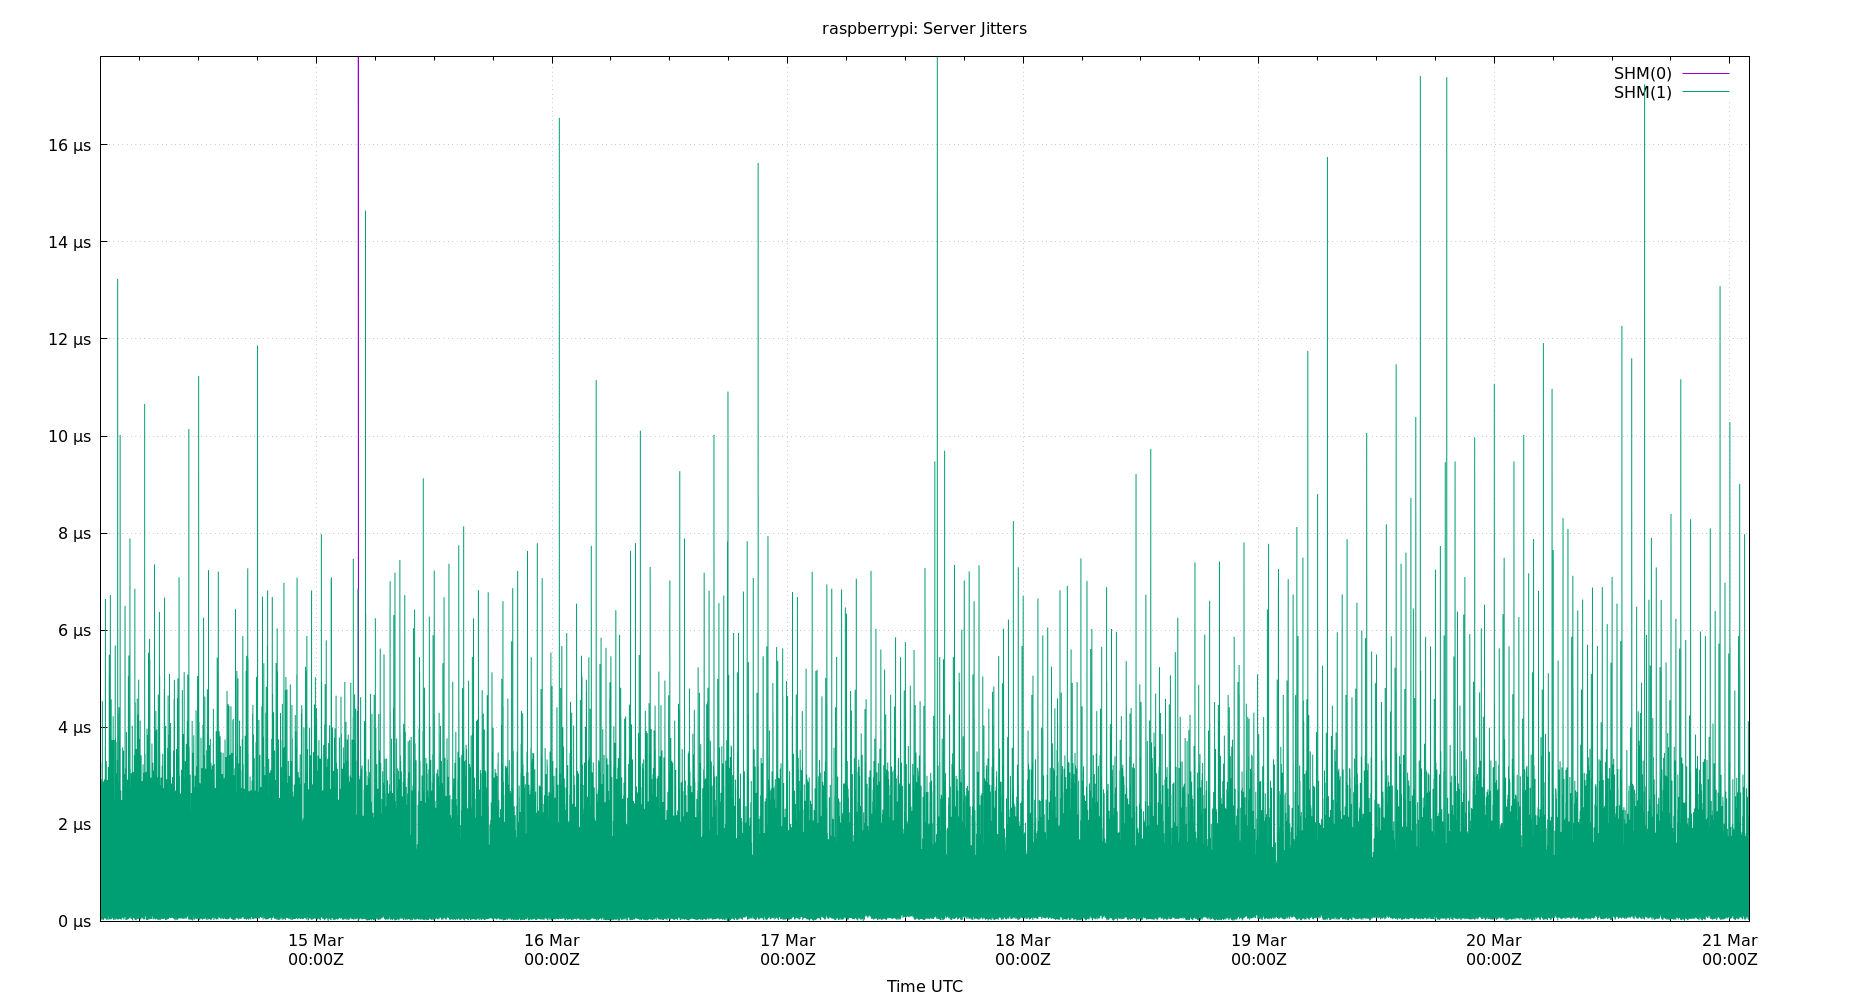 raspberrypi: Server Jitters
SHM(0)
SHM(1)
16 µs
14 µs
12 µs
10 µs
8 µs
6 µs
4 µs
2 µs
0 µs
15 Mar 16 Mar 17 Mar 18 Mar 19 Mar 20 Mar 21 Mar
00:00Z 00:00Z 00:00Z 00:00Z 00:00Z 00:00Z 00:00Z
Time UTC